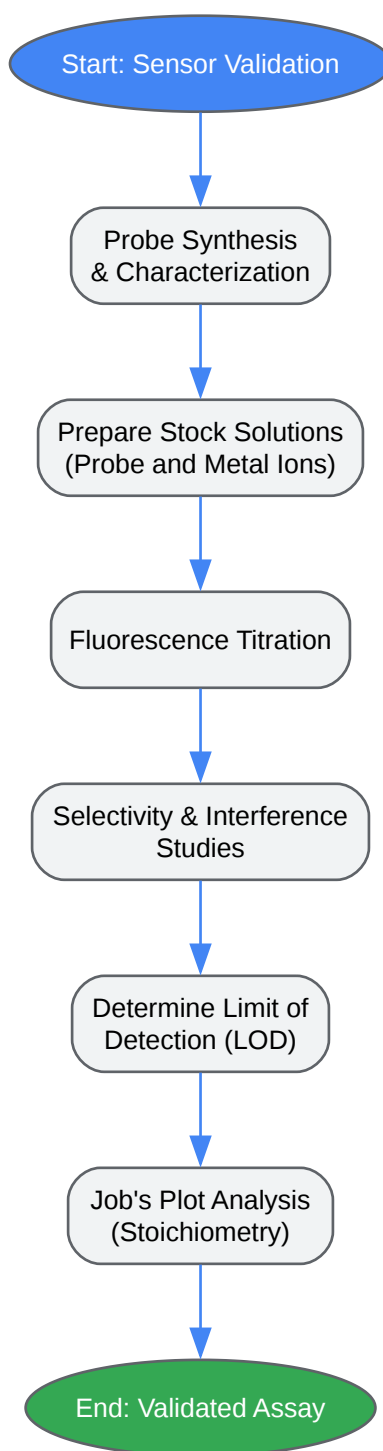 Start: Sensor Validation
Probe Synthesis
& Characterization
Prepare Stock Solutions
(Probe and Metal Ions)
Fluorescence Titration
Selectivity & Interference
Studies
Determine Limit of
Detection (LOD)
Job's Plot Analysis
(Stoichiometry)
End: Validated Assay